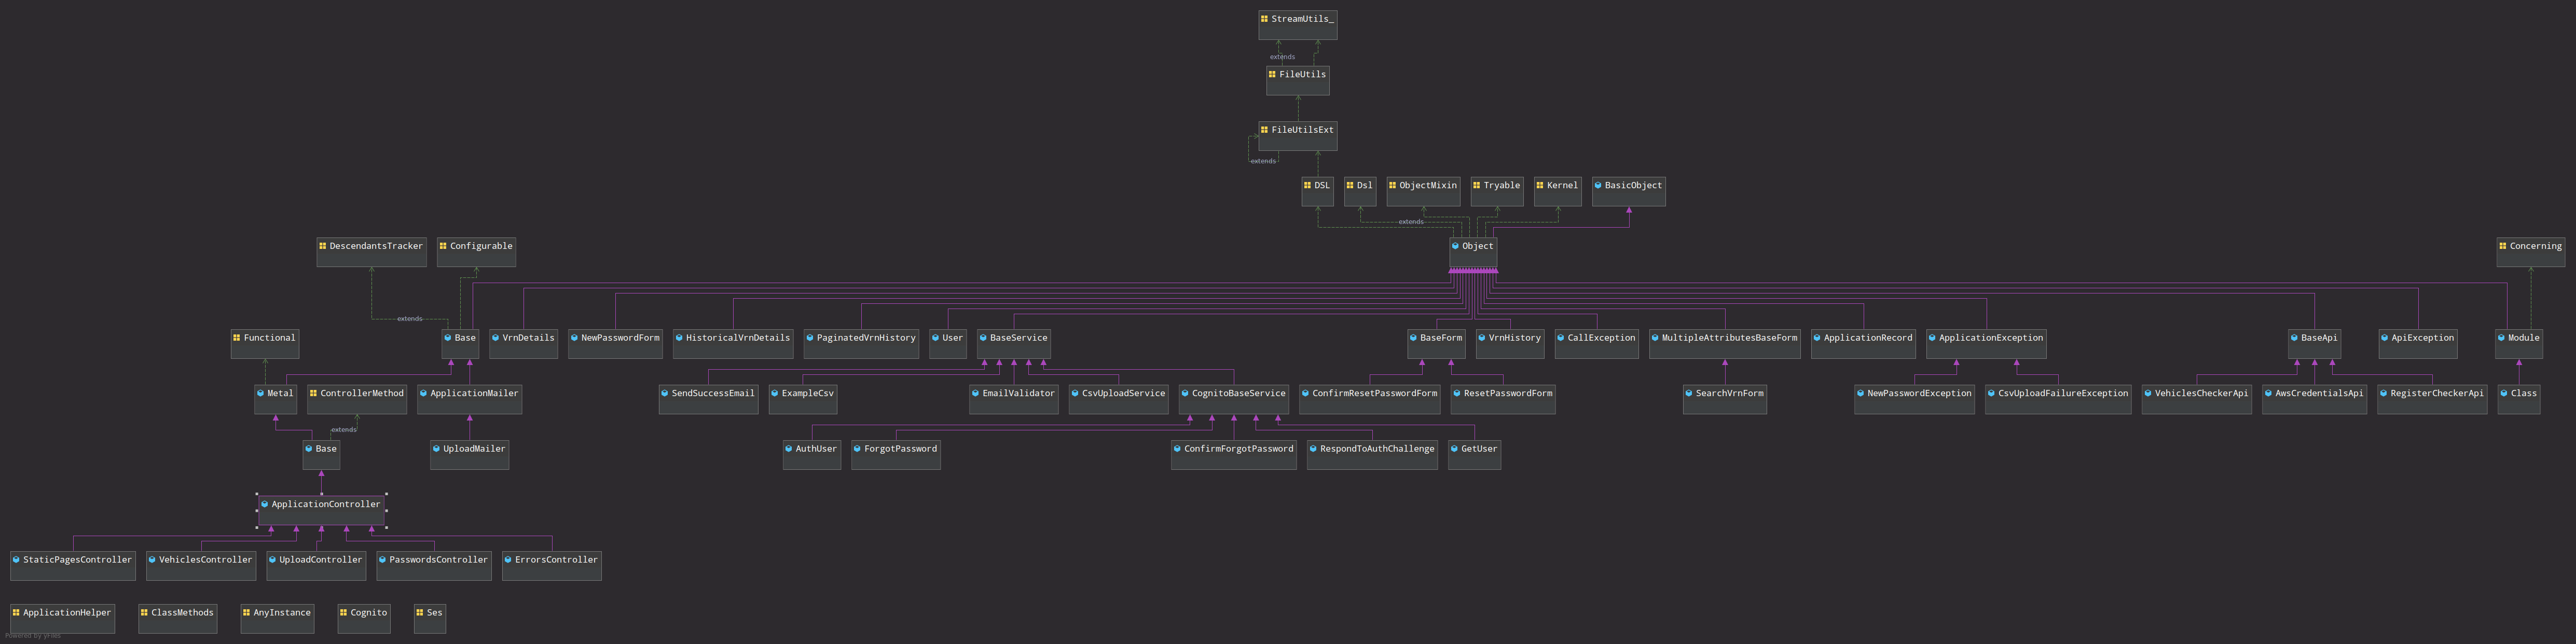 StreamUtils_
extends
FileUtils
FileUtilsExt
extends
DSL
Dsl
ObjectMixin
Tryable
Kernel
BasicObject
extends
DescendantsTracker
Configurable
Object
Concerning
extends
Functional
Base
VrnDetails
NewPasswordForm
HistoricalVrnDetails
PaginatedVrnHistory
User
BaseService
BaseForm
VrnHistory
CallException
MultipleAttributesBaseForm
ApplicationRecord
ApplicationException
BaseApi
ApiException
Module
Metal
ControllerMethod
ApplicationMailer
SendSuccessEmail
ExampleCsv
EmailValidator
CsvUploadService
CognitoBaseService
ConfirmResetPasswordForm
ResetPasswordForm
SearchVrnForm
NewPasswordException
CsvUploadFailureException
VehiclesCheckerApi
AwsCredentialsApi
RegisterCheckerApi
Class
extends
Base
UploadMailer
AuthUser
ForgotPassword
ConfirmForgotPassword
RespondToAuthChallenge
GetUser
ApplicationController
StaticPagesController
VehiclesController
UploadController
PasswordsController
ErrorsController
ApplicationHelper
ClassMethods
AnyInstance
Cognito
Ses
Powered by yFiles